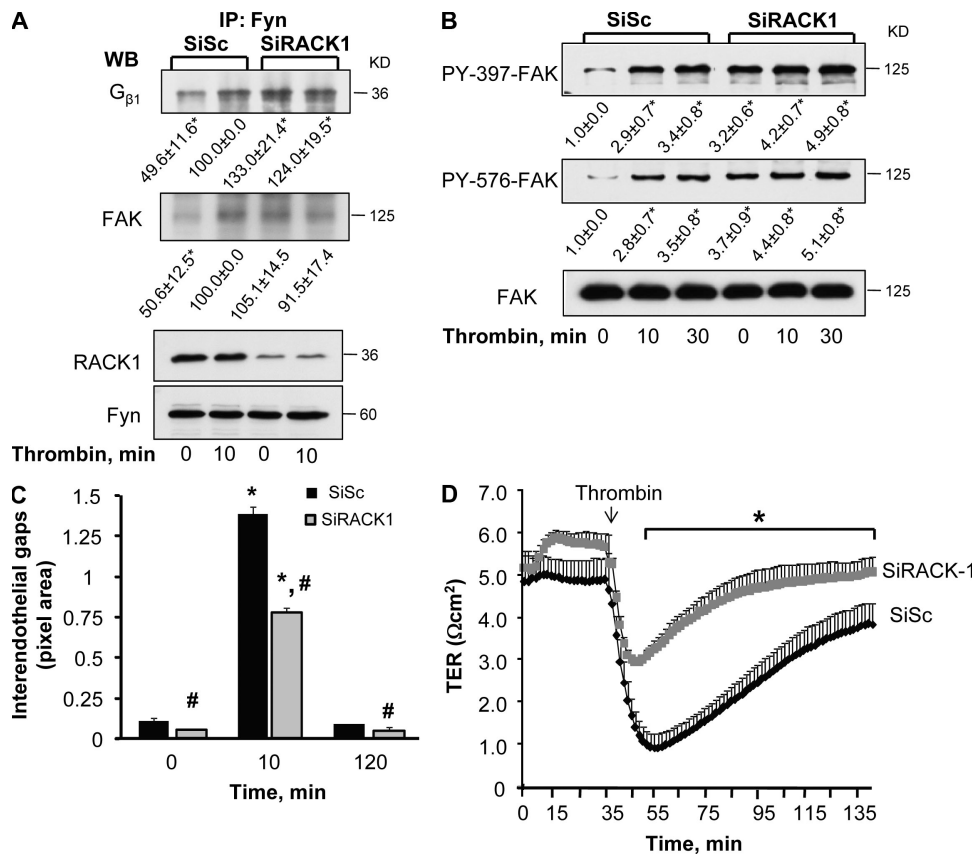 A
IP: Fyn
SiSc SiRACK1
WB KD
Gβ1 36
49.6±11.6* 100.0±0.0 133.0±21.4* 124.0±19.5*
FAK 125
50.6±12.5* 100.0±0.0 105.1±14.5 91.5±17.4
RACK1 36
Fyn 60
Thrombin, min 0 10 0 10
B
SiSc SiRACK1
KD
PY-397-FAK 125
1.0±0.0 2.9±0.7* 3.4±0.8* 3.2±0.6* 4.2±0.7* 4.9±0.8*
PY-576-FAK 125
1.0±0.0 2.8±0.7* 3.5±0.8* 3.7±0.9* 4.4±0.8* 5.1±0.8*
FAK 125
Thrombin, min 0 10 30 0 10 30
C
Interendothelial gaps
(pixel area)
1.5
1.25
1
0.75
0.5
0.25
0
SiSc
SiRACK1
*
*,#
#
#
0 10 120
Time, min
D
TER (Ωcm²)
7.0
6.0
5.0
4.0
3.0
2.0
1.0
0
Thrombin
*
SiRACK-1
SiSc
0 15 35 55 75 95 115 135
Time, min